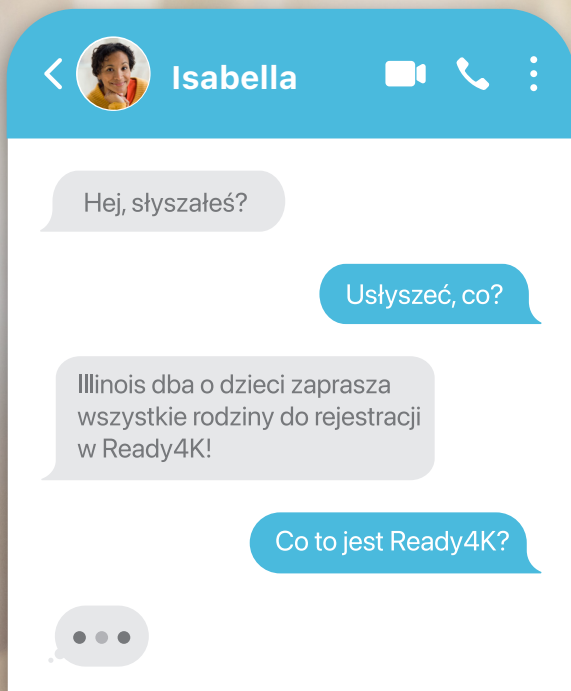 Isabella
Hej, słyszałeś?
Usłyszeć, co?
Illinois dba o dzieci zaprasza
wszystkie rodziny do rejestracji
w Ready4K!
Co to jest Ready4K?